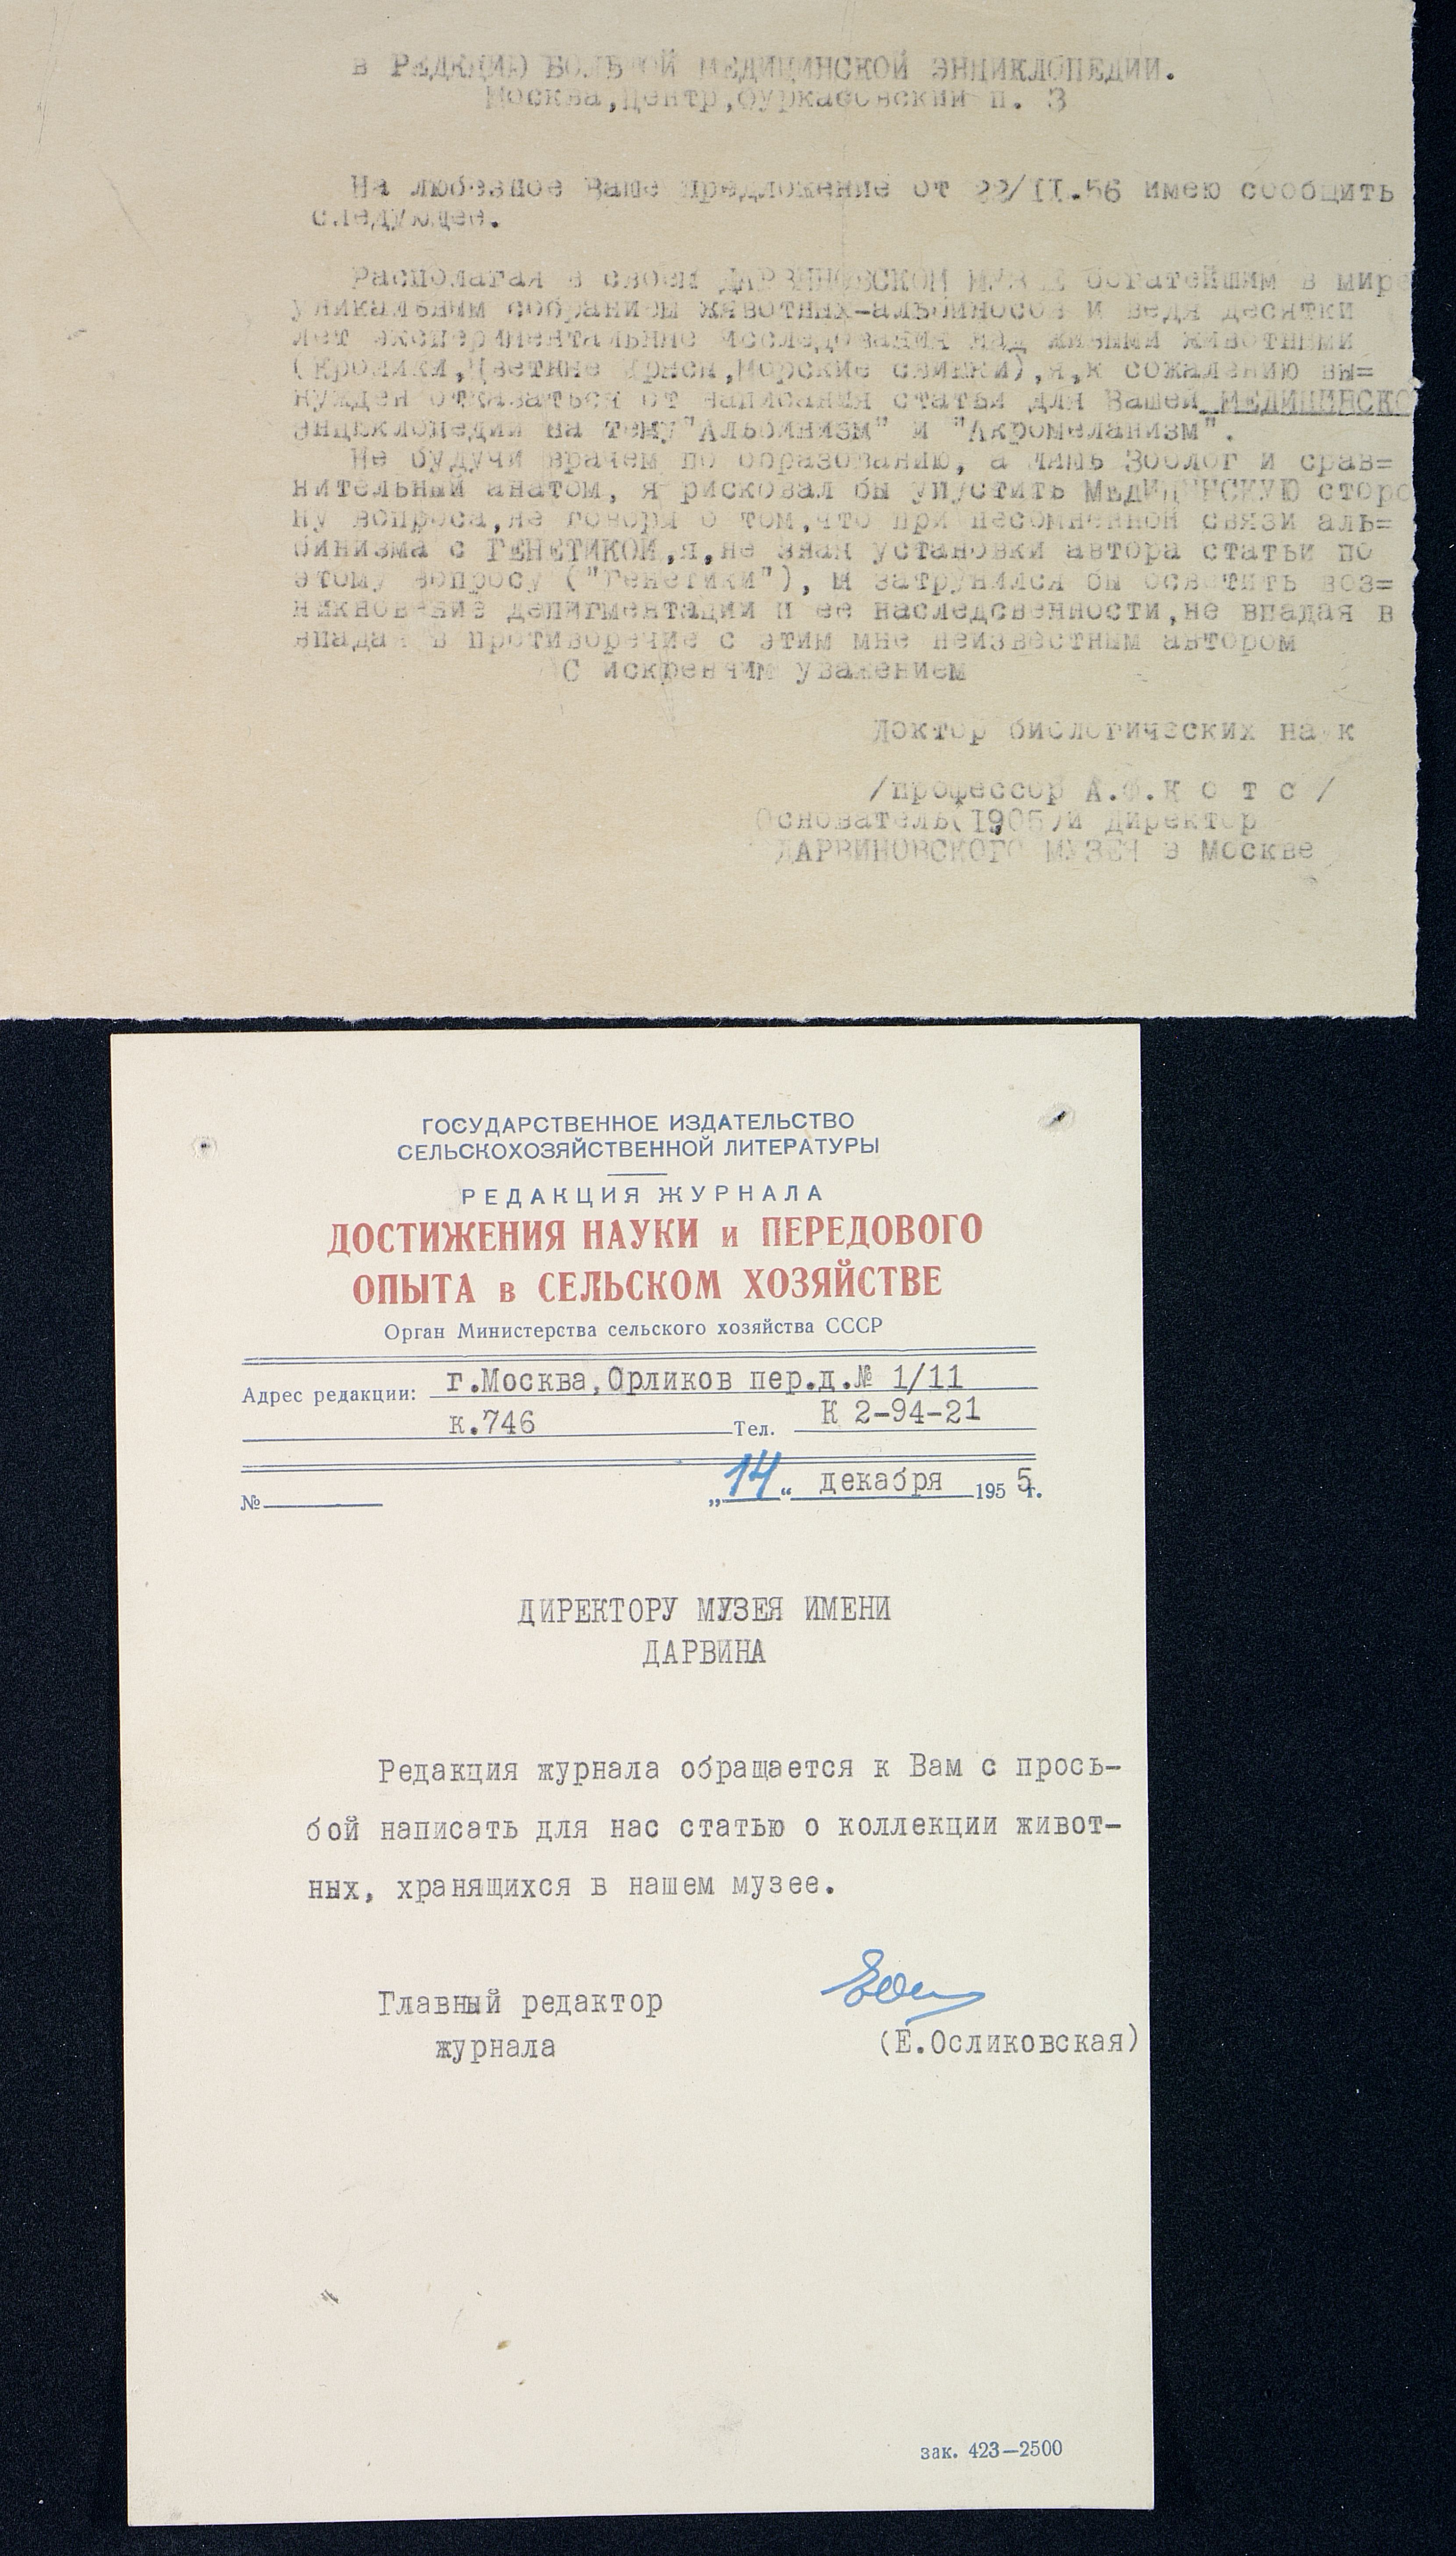 в РЕДКЦИЮ БОЛЬШОЙ МЕДИЦИНСКОЙ ЭНЦИКЛОПЕДИИ.
Москва,Центр,фуркасовский п. 3
На любезное Ваше предложение от 22/II.56 имею сообщить
следующее.
Располагая в своем ДАРВИНОВСКОМ МУЗЕЕ богатейшим в мире
уникальным собранием животных-альбиносов и ведя десятки
лет экспериментальные исследования над живыми животными
(кролики,Цветные Крысы,Морские свинки),я,к сожалению вы=
нужден отказаться от написания статьи для Вашей МЕДИЦИНСКО
энцыклопедии на тему"Альбинизм" и "Акромеланизм".
Не будучи врачем по образованию, а лишь Зоолог и срав=
нительный анатом, я рисковал бы упустить МЕДИЦИНСКУЮ сторо
ну вопроса,не говоря о том,что при несомненной связи аль=
бинизма с ГЕНЕТИКОЙ,я,не зная установки автора статьи по
этому вопросу ("генетики"), и затрунился бы осветить воз=
никновение депигментации и ее наследсвенности,не впадая в
впадая в противоречие с этим мне неизвестным автором
С искренним уважением
Доктор биологических наук
/профессор А.Ф.К о т с /
Основатель(1905)и директор
ДАРВИНОВСКОГО МУЗЕЯ в Москве
ГОСУДАРСТВЕННОЕ ИЗДАТЕЛЬСТВО
СЕЛЬСКОХОЗЯЙСТВЕННОЙ ЛИТЕРАТУРЫ
РЕДАКЦИЯ ЖУРНАЛА
ДОСТИЖЕНИЯ НАУКИ и ПЕРЕДОВОГО
ОПЫТА в СЕЛЬСКОМ ХОЗЯЙСТВЕ
Орган Министерства сельского хозяйства СССР
Адрес редакции: г.Москва,Орликов пер.д.№ 1/11
к.746 Тел. К 2-94-21
№ „14“ декабря 1955г.
ДИРЕКТОРУ МУЗЕЯ ИМЕНИ
ДАРВИНА
Редакция журнала обращается к Вам с прось-
бой написать для нас статью о коллекции живот-
ных, хранящихся в нашем музее.
Главный редактор
журнала (Е.Осликовская)
зак. 423—2500